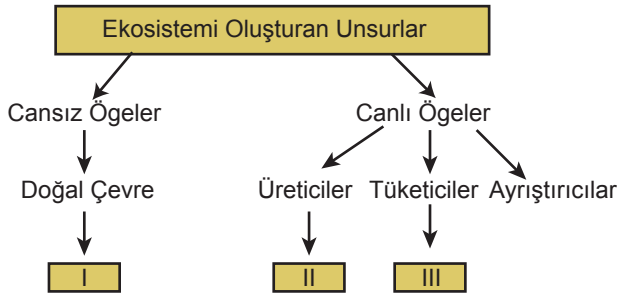 Ekosistemi Oluşturan Unsurlar
Cansız Ögeler
Canlı Ögeler
Doğal Çevre
Üreticiler
Tüketiciler
Ayrıştırıcılar
I
II
III